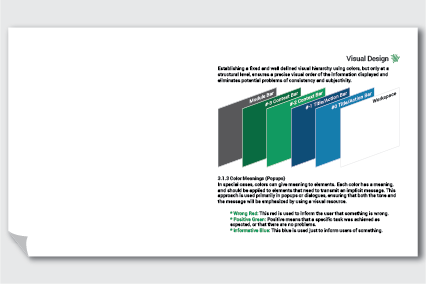 Visual Design
Establishing a fixed and well defined visual hierarchy using colors, but only at a
structural level, ensures a precise visual order of the information displayed and
eliminates potential problems of consistency and subjectivity.
Module Bar
#-3 Context Bar
#-2 Context Bar
#-1 Title/Action Bar
#0 Title/Action Bar
Workspace
3.1.3 Color Meanings (Popups)
In special cases, colors can give meaning to elements. Each color has a meaning,
and should be applied to elements that need to transmit an implicit message. This
approach is used primarily in popups or dialogues, ensuring that both the tone and
the message will be emphasized by using a visual resource.
* Wrong Red: This red is used to inform the user that something is wrong.
* Positive Green: Positive means that a specific task was achieved as
expected, or that there are no problems.
* Informative Blue: This blue is used just to inform users of something.